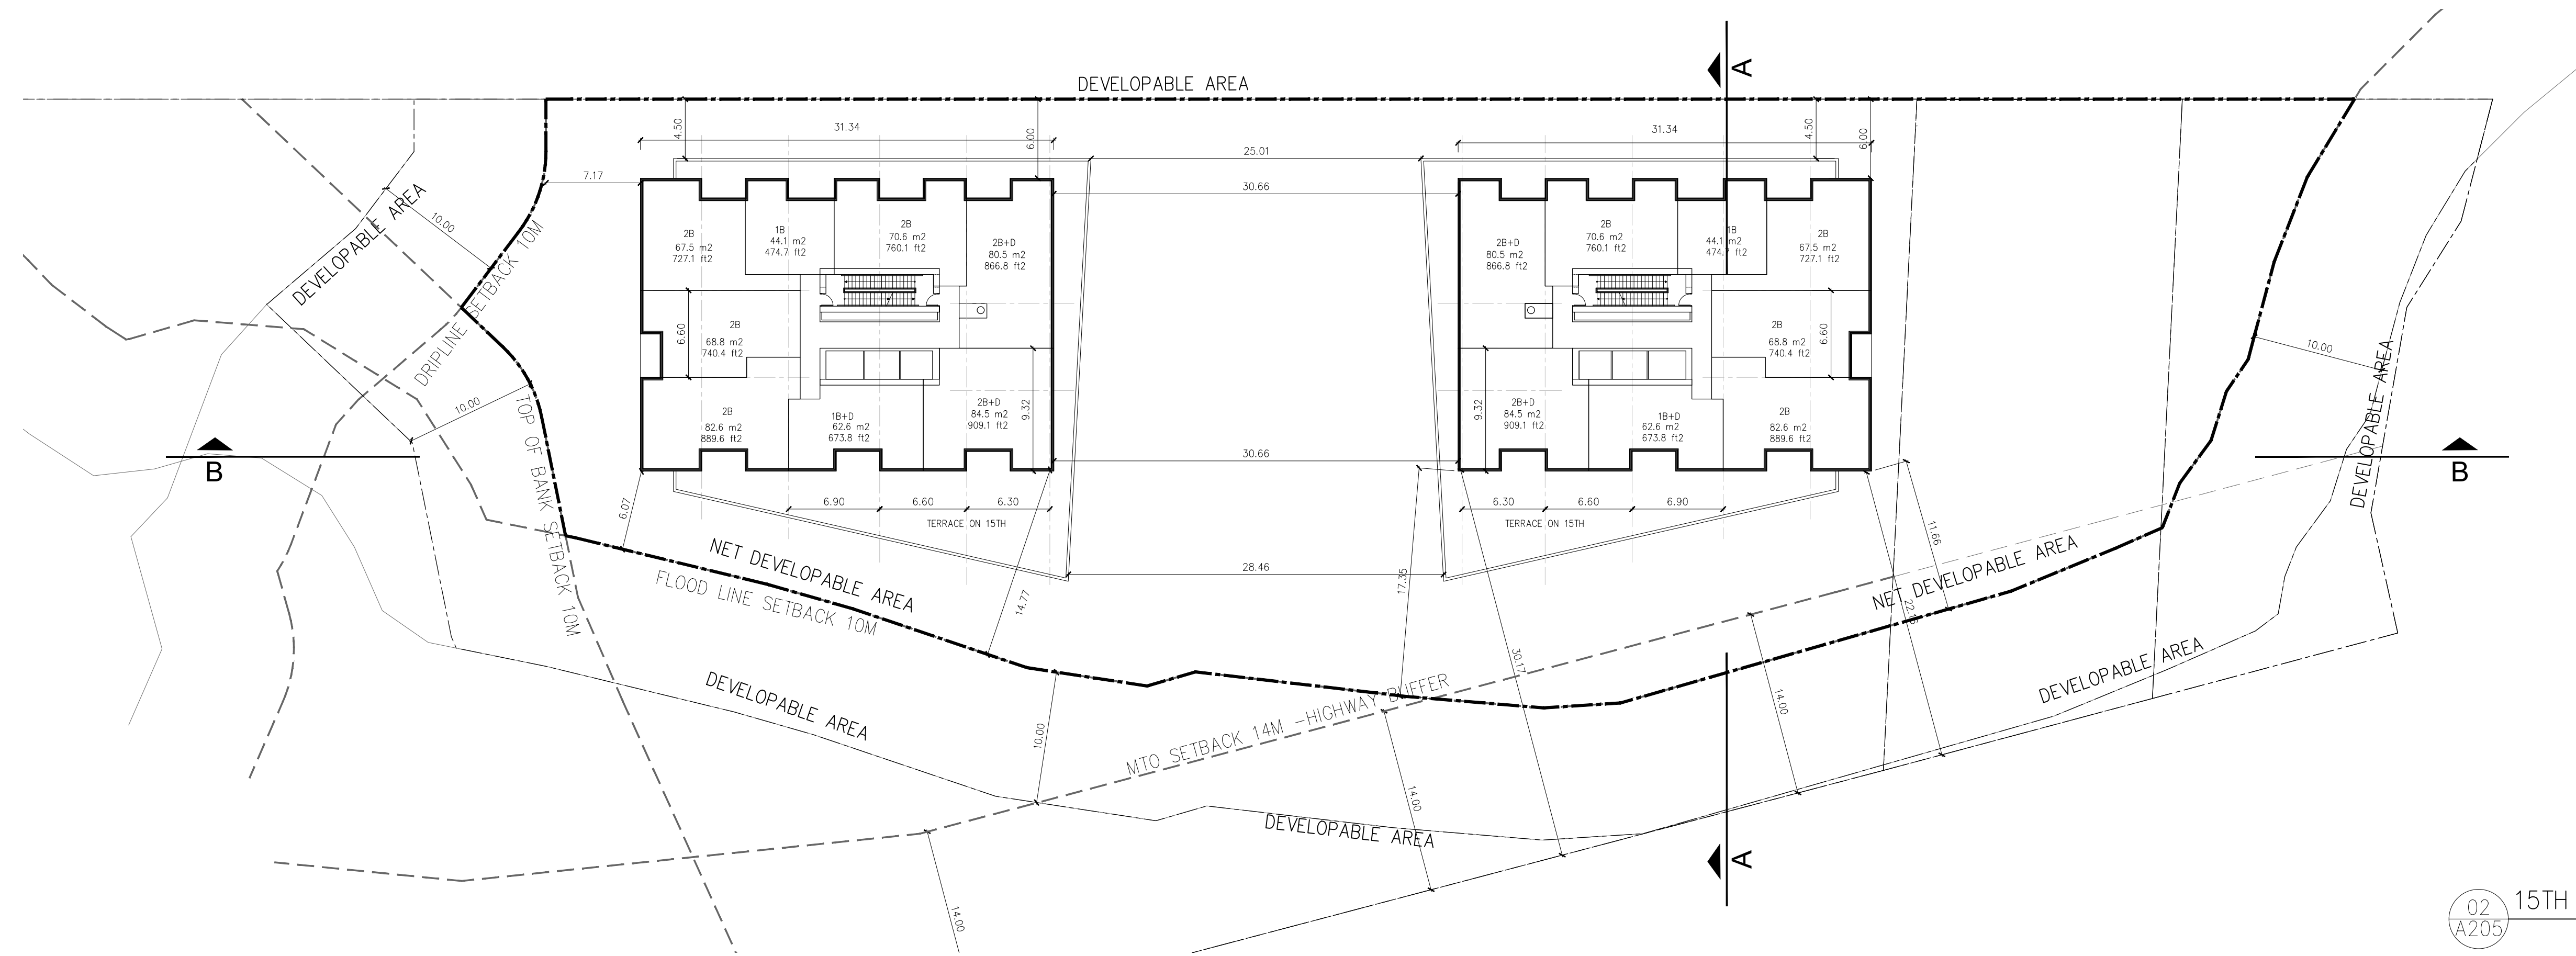 DEVELOPABLE AREA
A
31.34
31.34
4.50
6.00
4.50
6.00
25.01
7.17
30.66
DEVELOPABLE AREA
10.00
DRIPLINE SETBACK 10M
2B
67.5 m2
727.1 ft2
1B
44.1 m2
474.7 ft2
2B
70.6 m2
760.1 ft2
2B+D
80.5 m2
866.8 ft2
2B+D
80.5 m2
866.8 ft2
2B
70.6 m2
760.1 ft2
1B
44.1 m2
474.7 ft2
2B
67.5 m2
727.1 ft2
6.60
2B
68.8 m2
740.4 ft2
2B
68.8 m2
740.4 ft2
6.60
10.00
DEVELOPABLE AREA
10.00
TOP OF BANK SETBACK 10M
2B
82.6 m2
889.6 ft2
1B+D
62.6 m2
673.8 ft2
2B+D
84.5 m2
909.1 ft2
9.32
9.32
2B+D
84.5 m2
909.1 ft2
1B+D
62.6 m2
673.8 ft2
2B
82.6 m2
889.6 ft2
B
B
30.66
6.07
6.90
6.60
6.30
TERRACE ON 15TH
6.30
6.60
6.90
TERRACE ON 15TH
11.66
NET DEVELOPABLE AREA
FLOOD LINE SETBACK 10M
28.46
14.77
17.35
NET DEVELOPABLE AREA
30.17
DEVELOPABLE AREA
DEVELOPABLE AREA
10.00
MTO SETBACK 14M -HIGHWAY BUFFER
14.00
14.00
DEVELOPABLE AREA
A
14.00
02
A205
15TH